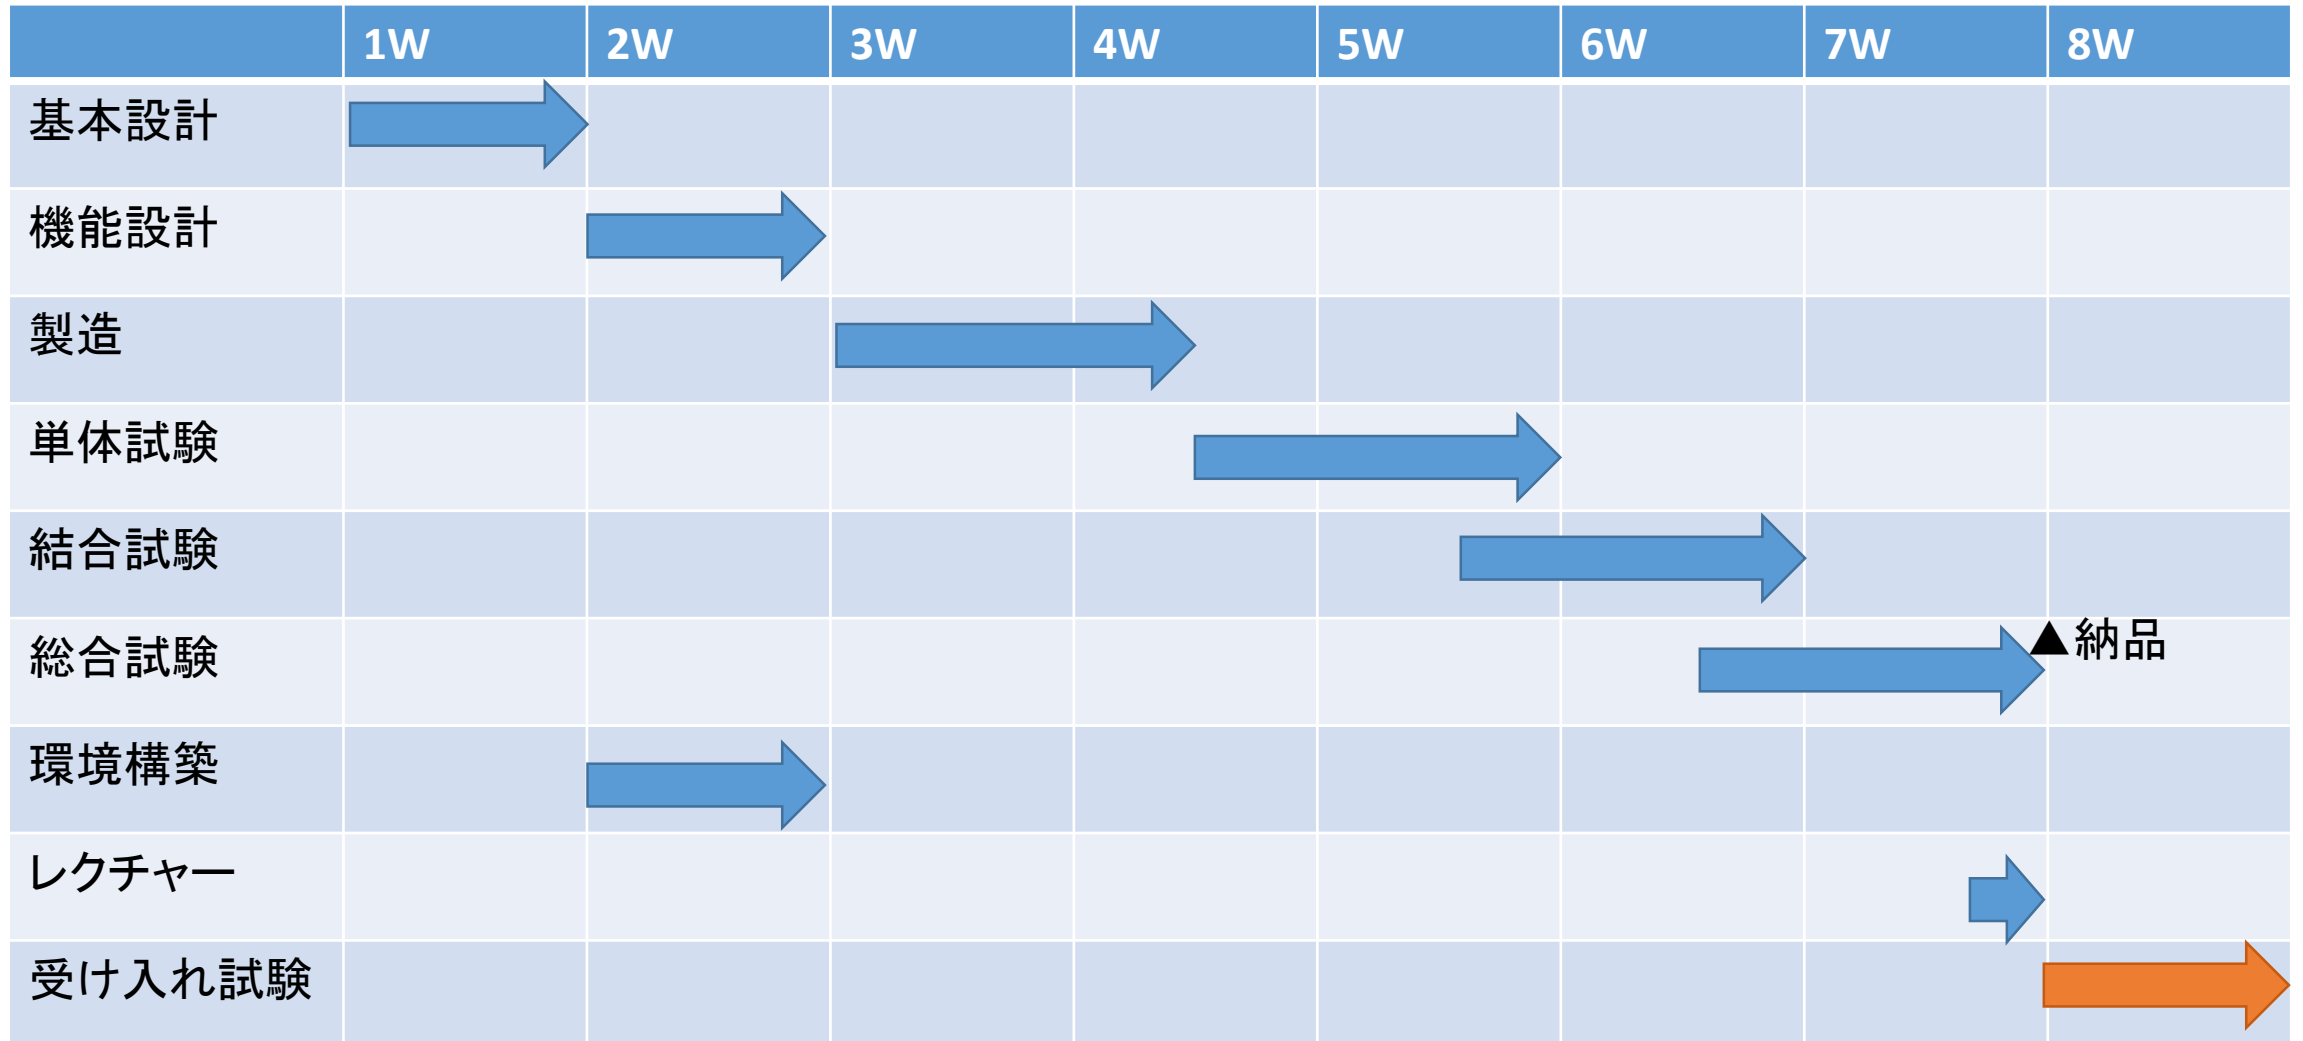 1W 2W 3W 4W 5W 6W 7W 8W
基本設計
機能設計
製造
単体試験
結合試験
総合試験 ▲納品
環境構築
レクチャー
受け入れ試験